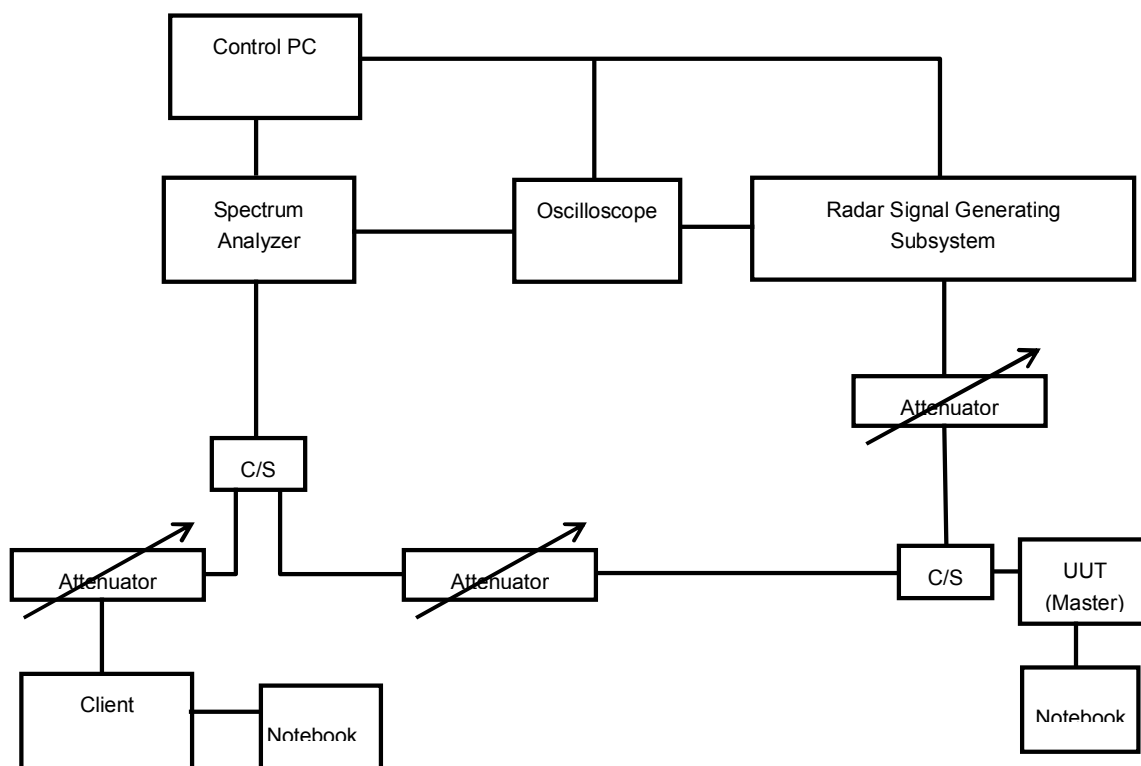 Control PC
Spectrum
Analyzer
Oscilloscope
Radar Signal Generating
Subsystem
Attenuator
C/S
Attenuator
Attenuator
C/S
UUT
(Master)
Client
Notebook
Notebook